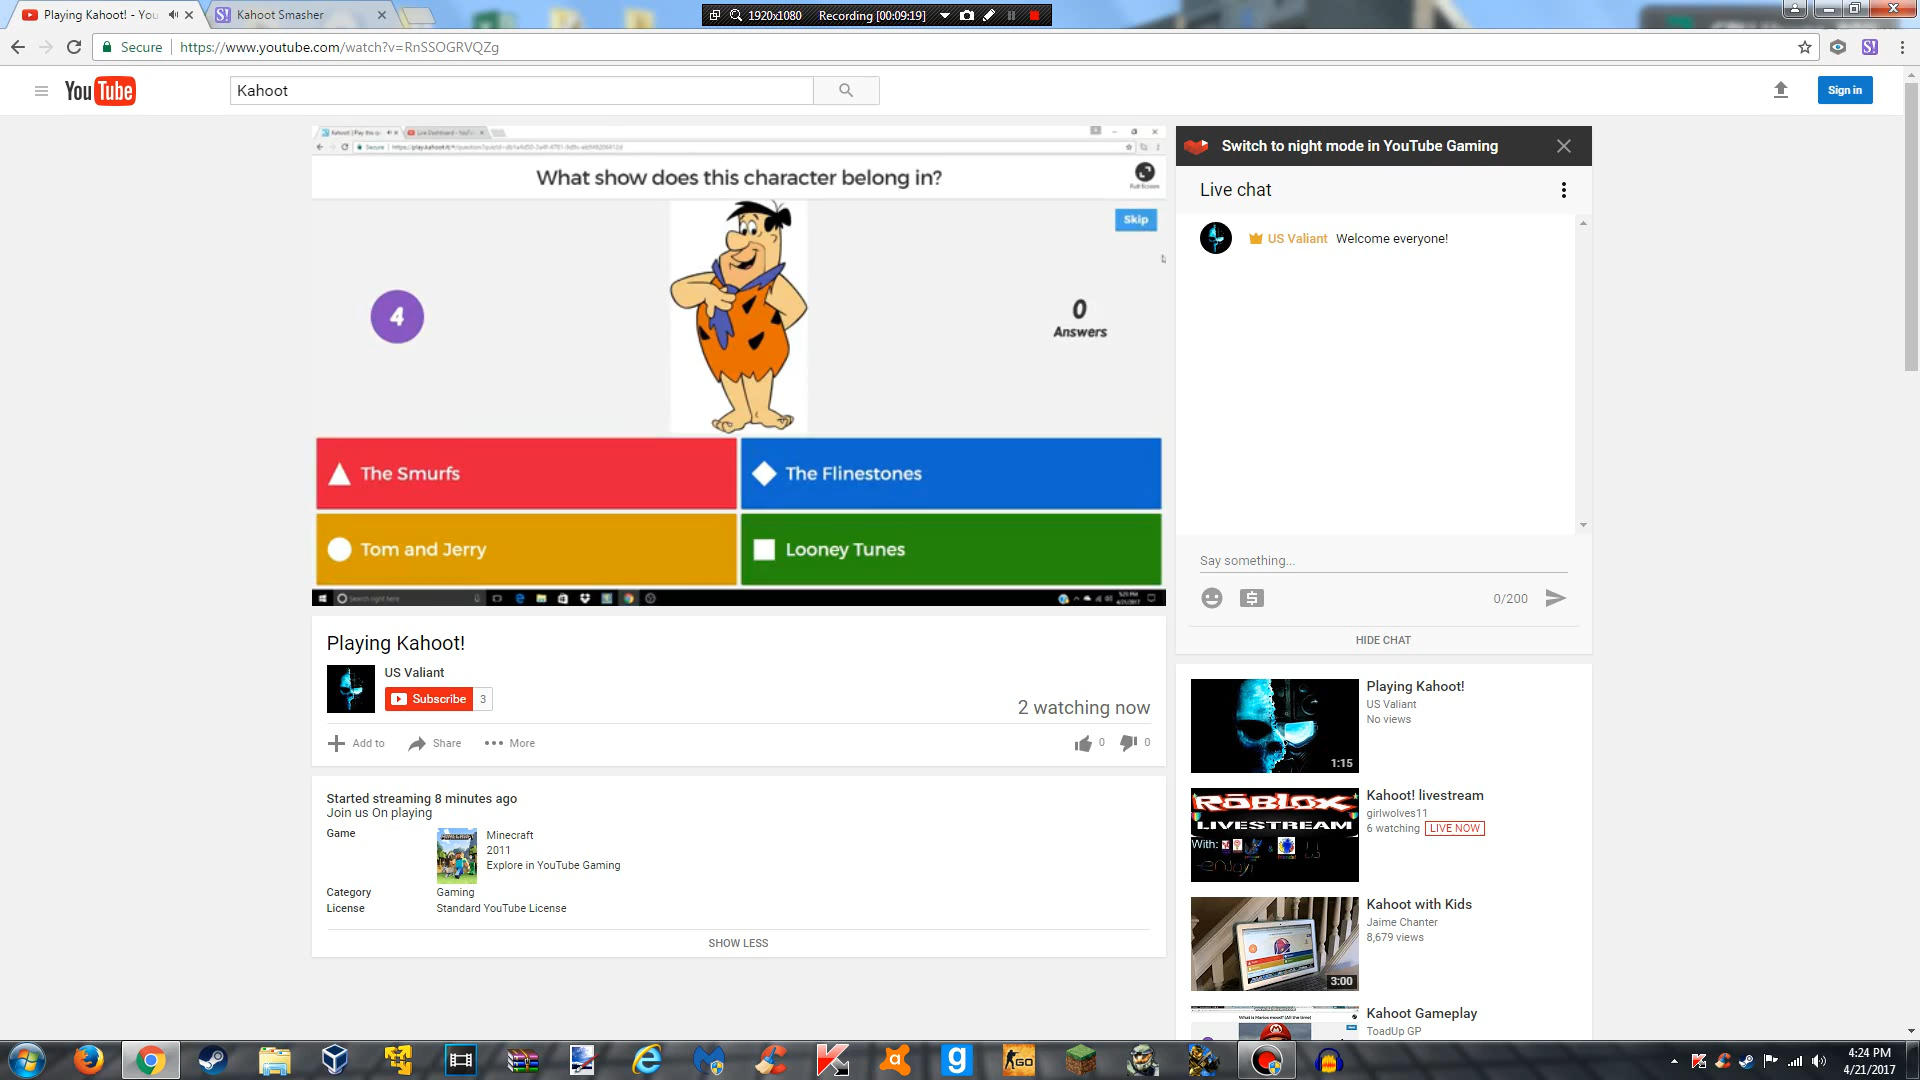 Playing Kahoot! - You
Kahoot Smasher
1920x1080
Recording [00:09:19]
Secure
https://www.youtube.com/watch?v=RnSSOGRVQZg
YouTube
Kahoot
Sign in
What show does this character belong in?
Skip
4
0
Answers
The Smurfs
The Flinestones
Tom and Jerry
Looney Tunes
Switch to night mode in YouTube Gaming
Live chat
US Valiant Welcome everyone!
Say something...
0/200
HIDE CHAT
Playing Kahoot!
US Valiant
Subscribe 3
2 watching now
Add to
Share
More
0
0
Started streaming 8 minutes ago
Join us On playing
Game
Minecraft
2011
Explore in YouTube Gaming
Category
Gaming
License
Standard YouTube License
SHOW LESS
Playing Kahoot!
US Valiant
No views
1:15
ROBLOX
LIVESTREAM
With:
Kahoot! livestream
girlwolves11
6 watching LIVE NOW
Kahoot with Kids
Jaime Chanter
8,679 views
3:00
Kahoot Gameplay
ToadUp GP
4:24 PM
4/21/2017